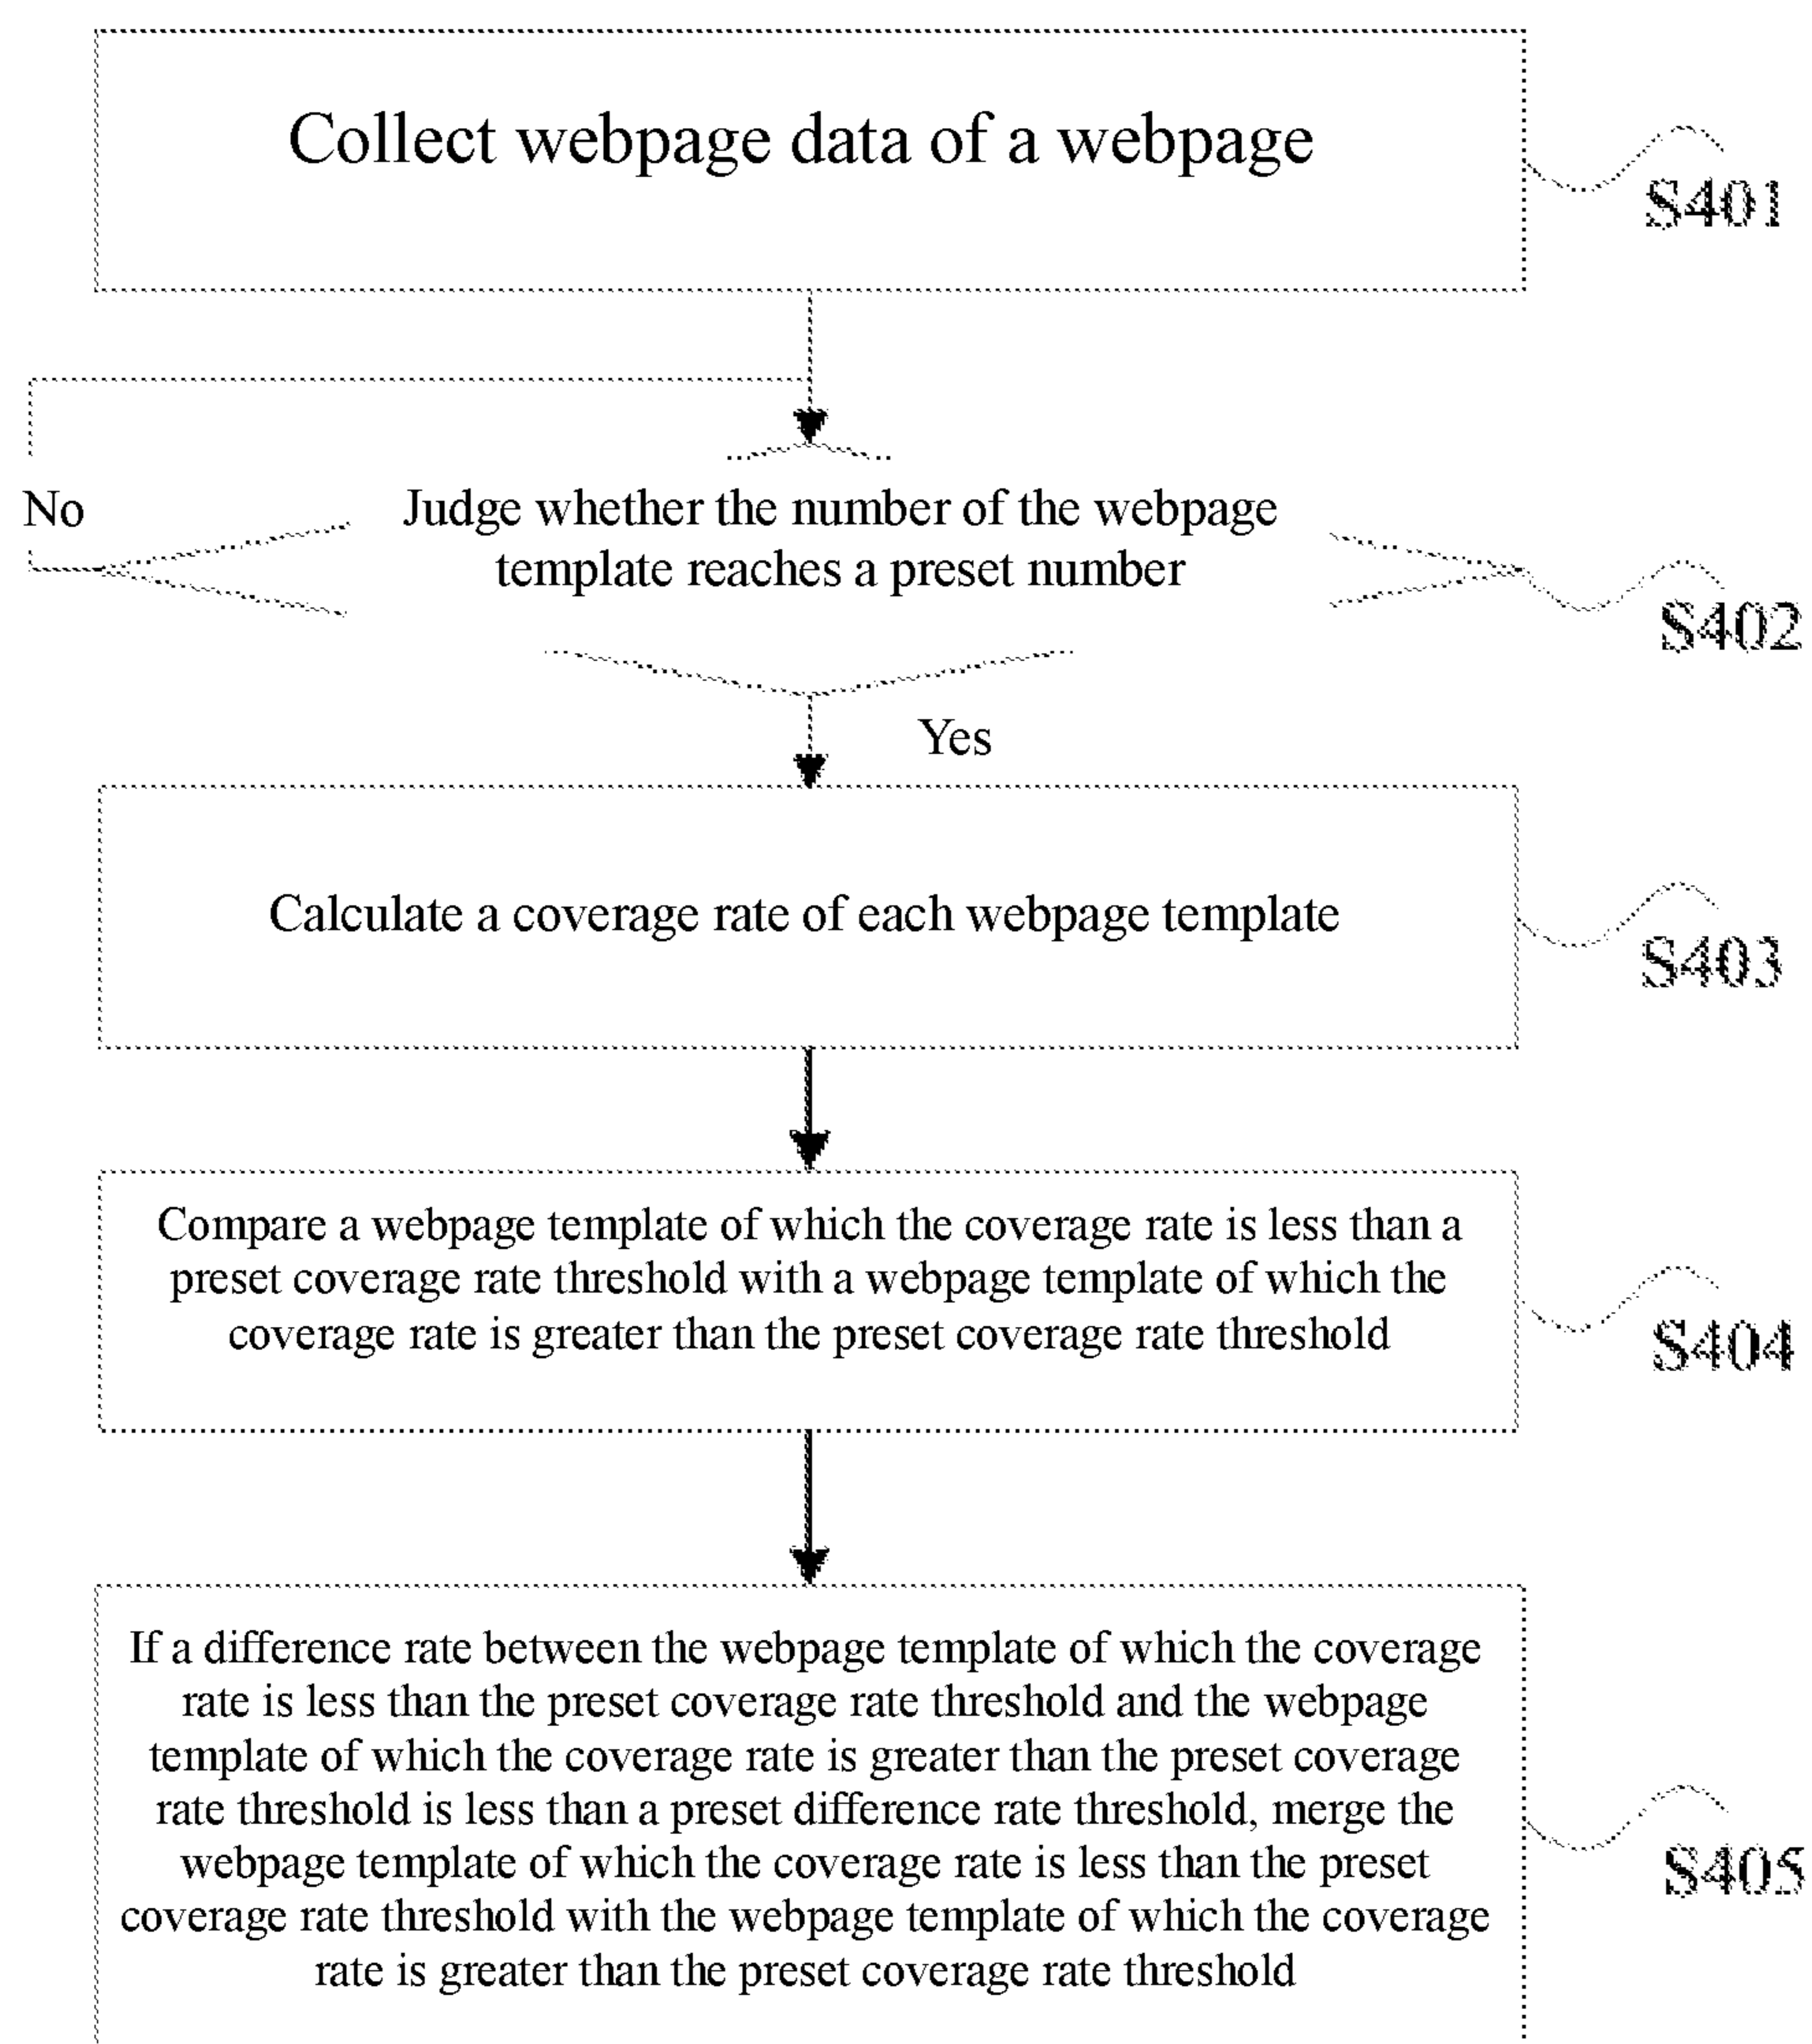 Collect webpage data of a webpage
S401
No
Judge whether the number of the webpage
template reaches a preset number
S402
Yes
Calculate a coverage rate of each webpage template
S403
Compare a webpage template of which the coverage rate is less than a
preset coverage rate threshold with a webpage template of which the
coverage rate is greater than the preset coverage rate threshold
S404
If a difference rate between the webpage template of which the coverage
rate is less than the preset coverage rate threshold and the webpage
template of which the coverage rate is greater than the preset coverage
rate threshold is less than a preset difference rate threshold, merge the
webpage template of which the coverage rate is less than the preset
coverage rate threshold with the webpage template of which the coverage
rate is greater than the preset coverage rate threshold
S405